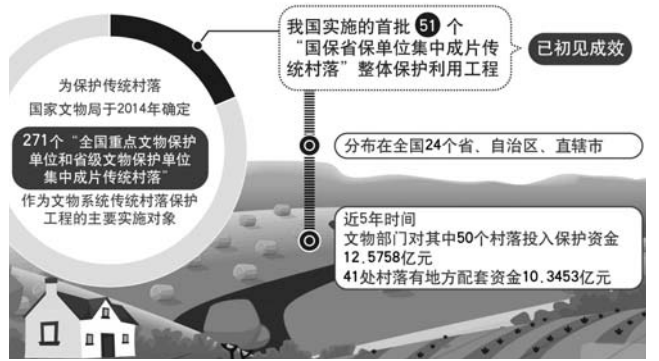 为保护传统村落
国家文物局于2014年确定
271个“全国重点文物保护
单位和省级文物保护单位
集中成片传统村落”
作为文物系统传统村落保护
工程的主要实施对象
我国实施的首批 51 个
“国保省保单位集中成片传
统村落”整体保护利用工程
已初见成效
分布在全国24个省、自治区、直辖市
近5年时间
文物部门对其中50个村落投入保护资金
12.5758亿元
41处村落有地方配套资金10.3453亿元